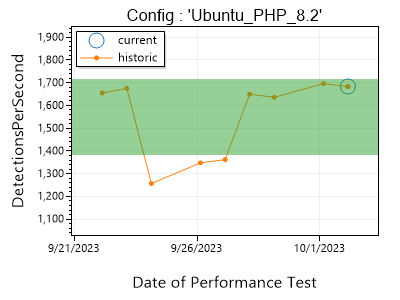 Config : 'Ubuntu_PHP_8.2'
current
historic
1,900
1,800
1,700
1,600
1,500
1,400
1,300
1,200
1,100
DetectionsPerSecond
9/21/2023 9/26/2023 10/1/2023
Date of Performance Test